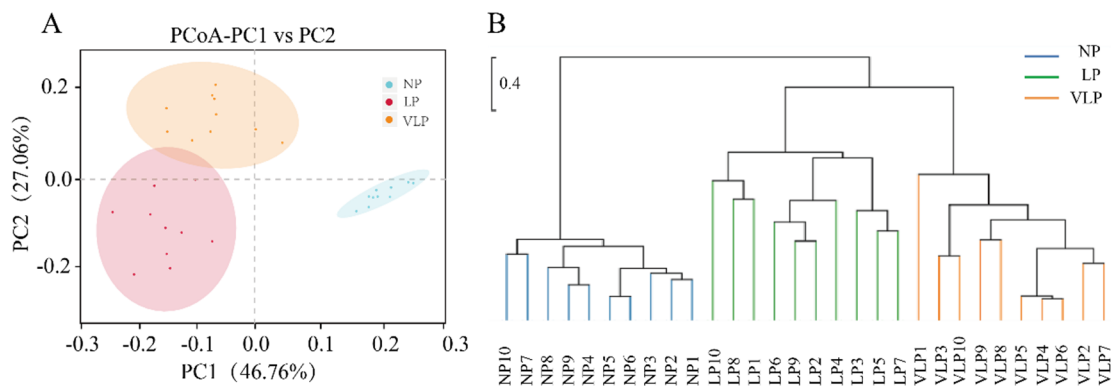 A
PCoA-PC1 vs PC2
NP
LP
VLP
PC2 (27.06%)
0.2
0.0
-0.2
-0.3
-0.2
-0.1
0.0
0.1
0.2
0.3
PC1 (46.76%)
B
0.4
NP
LP
VLP
NP10
NP7
NP8
NP9
NP4
NP5
NP6
NP3
NP2
NP1
LP10
LP8
LP1
LP6
LP9
LP2
LP4
LP3
LP5
LP7
VLP1
VLP3
VLP10
VLP9
VLP8
VLP5
VLP4
VLP6
VLP2
VLP7